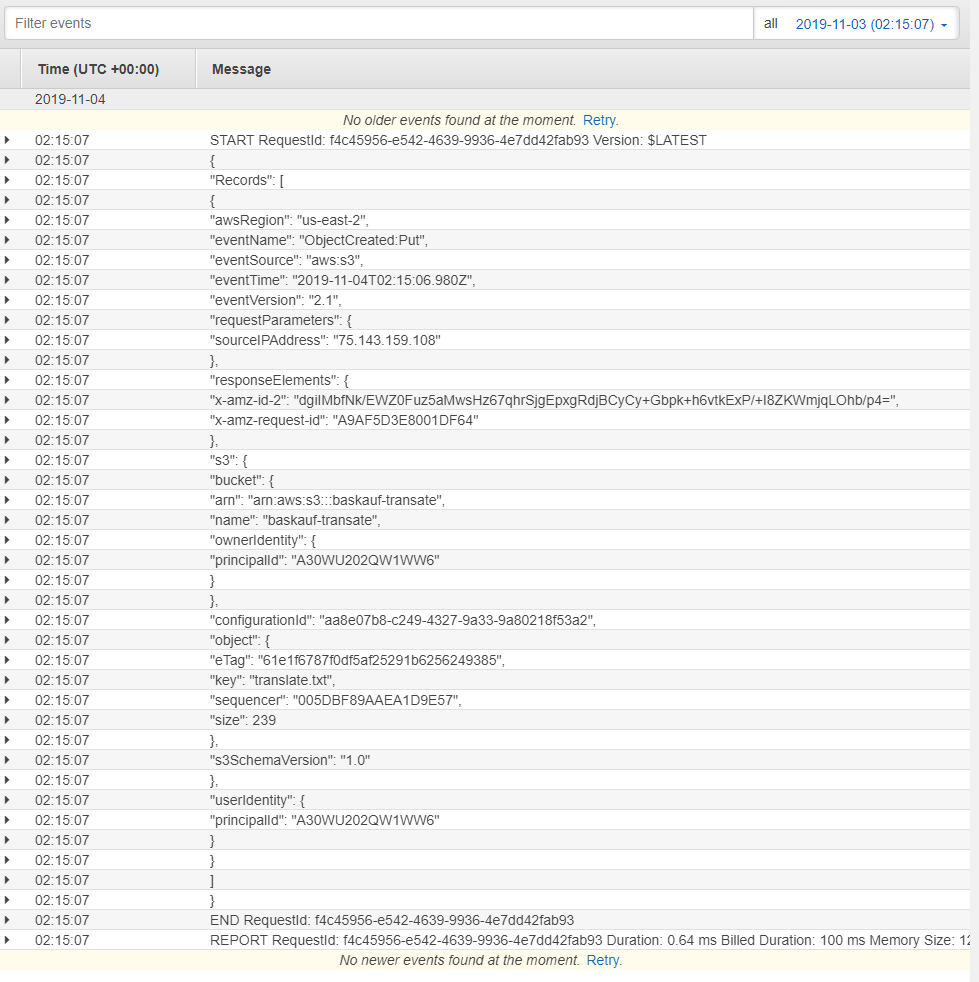 Filter events all 2019-11-03 (02:15:07)
Time (UTC +00:00) Message
2019-11-04
No older events found at the moment. Retry.
02:15:07 START RequestId: f4c45956-e542-4639-9936-4e7dd42fab93 Version: $LATEST
02:15:07 {
02:15:07 "Records": [
02:15:07 {
02:15:07 "awsRegion": "us-east-2",
02:15:07 "eventName": "ObjectCreated:Put",
02:15:07 "eventSource": "aws:s3",
02:15:07 "eventTime": "2019-11-04T02:15:06.980Z",
02:15:07 "eventVersion": "2.1",
02:15:07 "requestParameters": {
02:15:07 "sourceIPAddress": "75.143.159.108"
02:15:07 },
02:15:07 "responseElements": {
02:15:07 "x-amz-id-2": "dgiIMbfNk/EWZ0Fuz5aMwsHz67qhrSjgEpxgRdjBCyCy+Gbpk+h6vtkExP/+I8ZKWmjqLOhb/p4=",
02:15:07 "x-amz-request-id": "A9AF5D3E8001DF64"
02:15:07 },
02:15:07 "s3": {
02:15:07 "bucket": {
02:15:07 "arn": "arn:aws:s3:::baskauf-transate",
02:15:07 "name": "baskauf-transate",
02:15:07 "ownerIdentity": {
02:15:07 "principalId": "A30WU202QW1WW6"
02:15:07 }
02:15:07 },
02:15:07 "configurationId": "aa8e07b8-c249-4327-9a33-9a80218f53a2",
02:15:07 "object": {
02:15:07 "eTag": "61e1f6787f0df5af25291b6256249385",
02:15:07 "key": "translate.txt",
02:15:07 "sequencer": "005DBF89AAEA1D9E57",
02:15:07 "size": 239
02:15:07 },
02:15:07 "s3SchemaVersion": "1.0"
02:15:07 },
02:15:07 "userIdentity": {
02:15:07 "principalId": "A30WU202QW1WW6"
02:15:07 }
02:15:07 }
02:15:07 ]
02:15:07 }
02:15:07 END RequestId: f4c45956-e542-4639-9936-4e7dd42fab93
02:15:07 REPORT RequestId: f4c45956-e542-4639-9936-4e7dd42fab93 Duration: 0.64 ms Billed Duration: 100 ms Memory Size: 12
No newer events found at the moment. Retry.